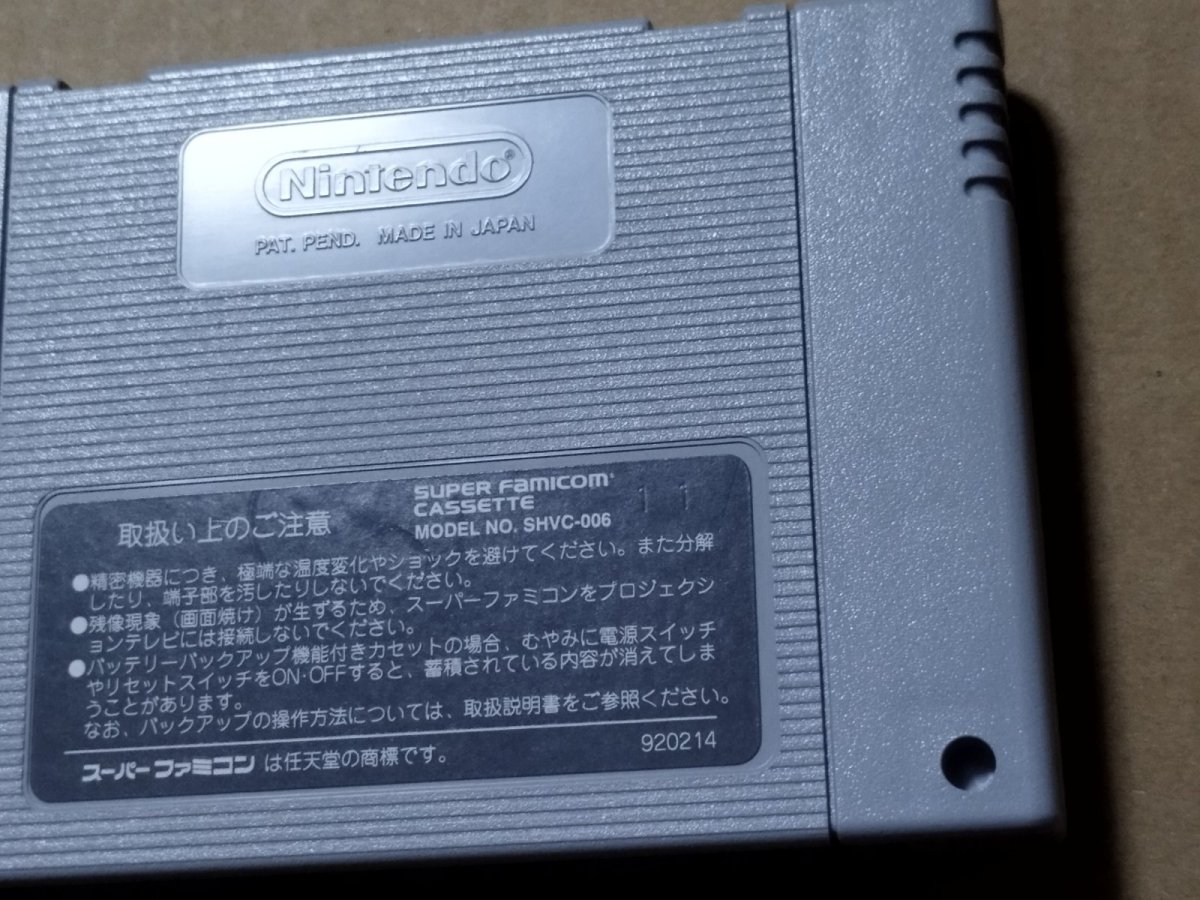 Nintendo®
PAT. PEND. MADE IN JAPAN
取扱い上のご注意
SUPER Famicom®
CASSETTE
MODEL NO. SHVC-006
11
●精密機器につき、極端な温度変化やショックを避けてください。また分解
したり、端子部を汚したりしないでください。
●残像現象（画面焼け）が生ずるため、スーパーファミコンをプロジェクシ
ョンテレビには接続しないでください。
●バッテリーバックアップ機能付きカセットの場合、むやみに電源スイッチ
やリセットスイッチをON·OFFすると、蓄積されている内容が消えてしま
うことがあります。
なお、バックアップの操作方法については、取扱説明書をご参照ください。
スーパーファミコン は任天堂の商標です。
920214